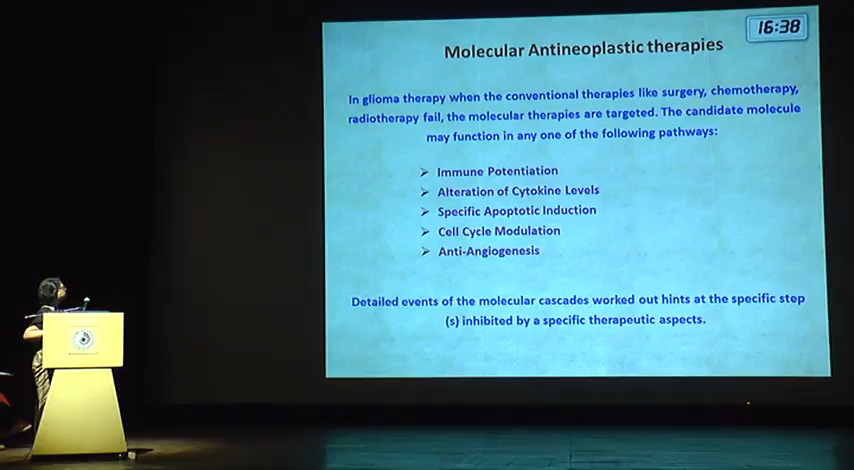 16:38
Molecular Antineoplastic therapies
In glioma therapy when the conventional therapies like surgery, chemotherapy,
radiotherapy fail, the molecular therapies are targeted. The candidate molecule
may function in any one of the following pathways:
➢ Immune Potentiation
➢ Alteration of Cytokine Levels
➢ Specific Apoptotic Induction
➢ Cell Cycle Modulation
➢ Anti-Angiogenesis
Detailed events of the molecular cascades worked out hints at the specific step
(s) inhibited by a specific therapeutic aspects.